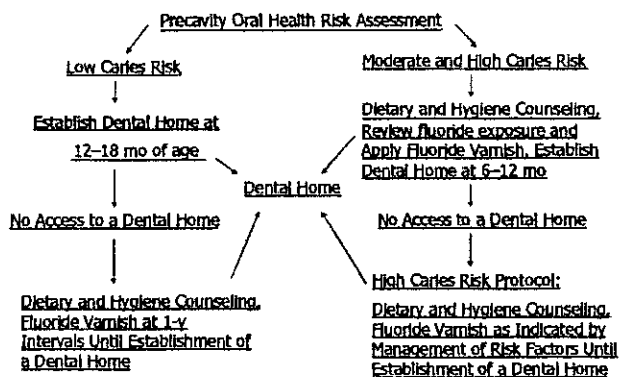 Precavity Oral Health Risk Assessment
Low Caries Risk
Establish Dental Home at
12–18 mo of age
No Access to a Dental Home
Dietary and Hygiene Counseling,
Fluoride Varnish at 1-y
Intervals Until Establishment of
a Dental Home
Dental Home
Moderate and High Caries Risk
Dietary and Hygiene Counseling,
Review fluoride exposure and
Apply Fluoride Varnish, Establish
Dental Home at 6–12 mo
No Access to a Dental Home
High Caries Risk Protocol:
Dietary and Hygiene Counseling,
Fluoride Varnish as Indicated by
Management of Risk Factors Until
Establishment of a Dental Home